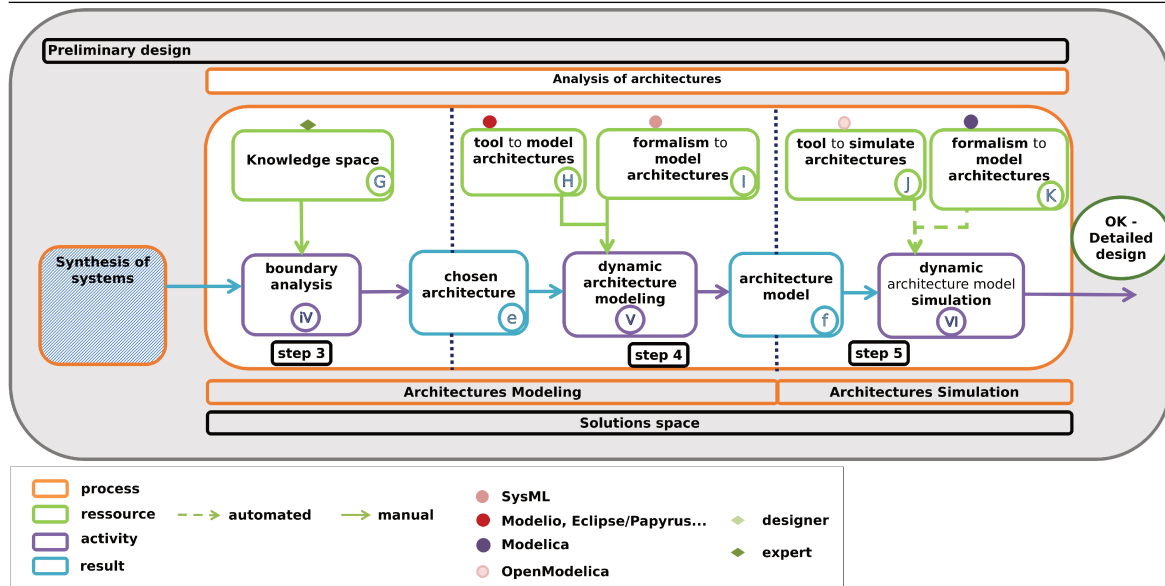 Preliminary design
Analysis of architectures
Knowledge space
G
tool to model
architectures
H
formalism to
model
architectures
I
tool to simulate
architectures
J
formalism to
model
architectures
K
OK -
Detailed
design
Synthesis of
systems
boundary
analysis
iV
chosen
architecture
e
dynamic
architecture
modeling
V
architecture
model
f
dynamic
architecture model
simulation
VI
step 3
step 4
step 5
Architectures Modeling
Architectures Simulation
Solutions space
process
ressource
activity
result
automated
manual
SysML
Modelio, Eclipse/Papyrus...
Modelica
OpenModelica
designer
expert